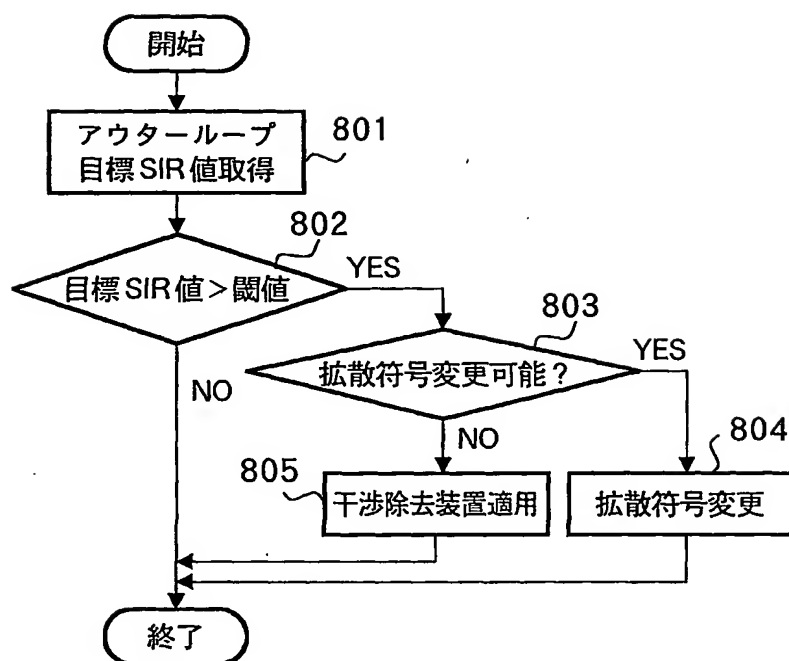 開始
アウターループ
目標SIR値取得
801
802
目標SIR値>閾値
YES
NO
803
拡散符号変更可能?
YES
NO
804
拡散符号変更
805
干渉除去装置適用
終了